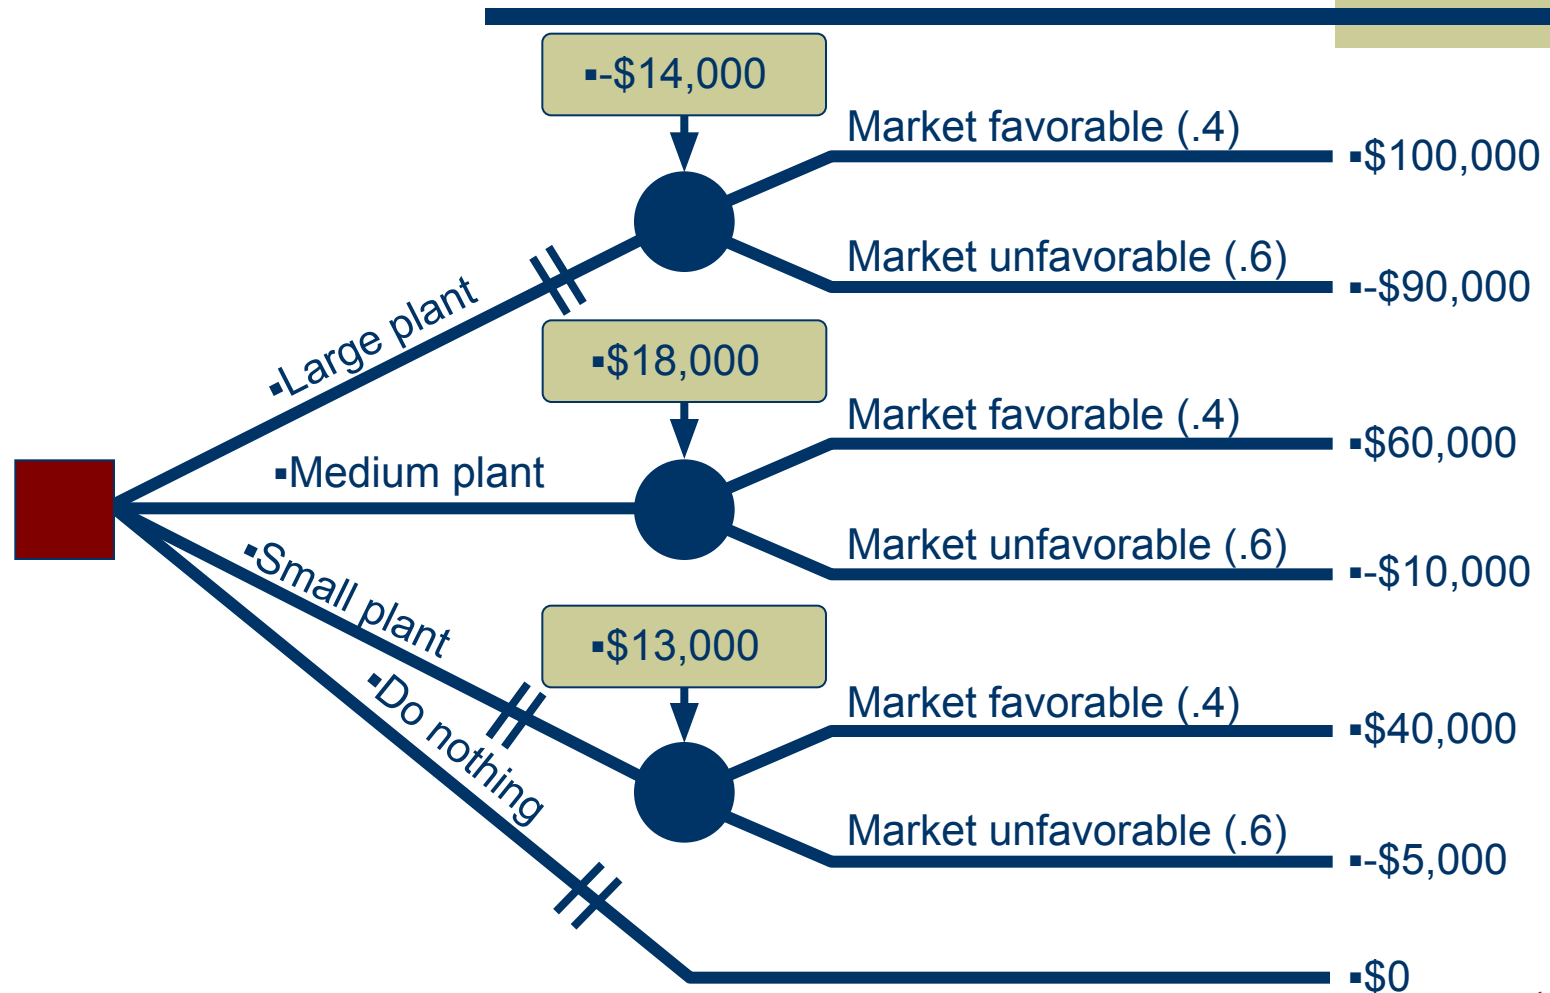 ▪-$14,000
Market favorable (.4)
▪$100,000
Market unfavorable (.6)
▪-$90,000
▪Large plant
▪$18,000
Market favorable (.4)
▪$60,000
▪Medium plant
Market unfavorable (.6)
▪-$10,000
▪Small plant
▪$13,000
Market favorable (.4)
▪$40,000
▪Do nothing
Market unfavorable (.6)
▪-$5,000
▪$0